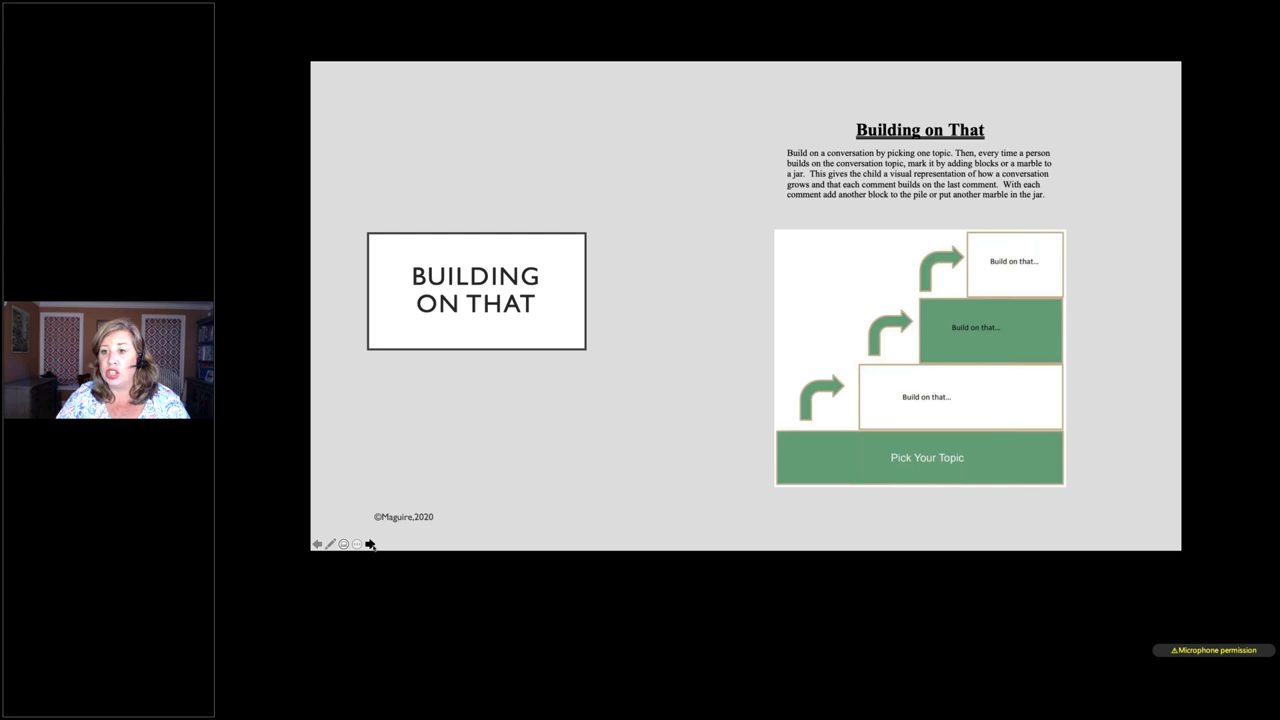 BUILDING
ON THAT
©Maguire,2020
Building on That
Build on a conversation by picking one topic. Then, every time a person
builds on the conversation topic, mark it by adding blocks or a marble to
a jar.  This gives the child a visual representation of how a conversation
grows and that each comment builds on the last comment.  With each
comment add another block to the pile or put another marble in the jar.
Build on that...
Build on that...
Build on that...
Pick Your Topic
⚠Microphone permission